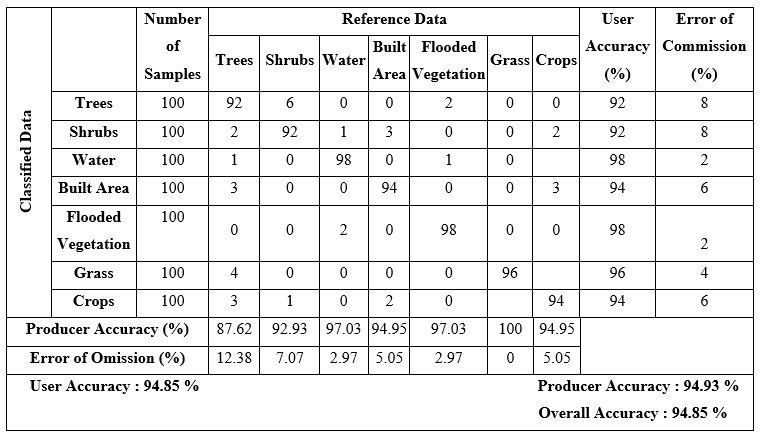 Classified Data
Number of Samples
Reference Data
User Accuracy (%)
Error of Commission (%)
Trees Shrubs Water Built Area Flooded Vegetation Grass Crops
Trees 100 92 6 0 0 2 0 0 92 8
Shrubs 100 2 92 1 3 0 0 2 92 8
Water 100 1 0 98 0 1 0 98 2
Built Area 100 3 0 0 94 0 0 3 94 6
Flooded Vegetation 100 0 0 2 0 98 0 0 98 2
Grass 100 4 0 0 0 0 96 96 4
Crops 100 3 1 0 2 0 94 94 6
Producer Accuracy (%) 87.62 92.93 97.03 94.95 97.03 100 94.95
Error of Omission (%) 12.38 7.07 2.97 5.05 2.97 0 5.05
User Accuracy : 94.85 % Producer Accuracy : 94.93 %
Overall Accuracy : 94.85 %